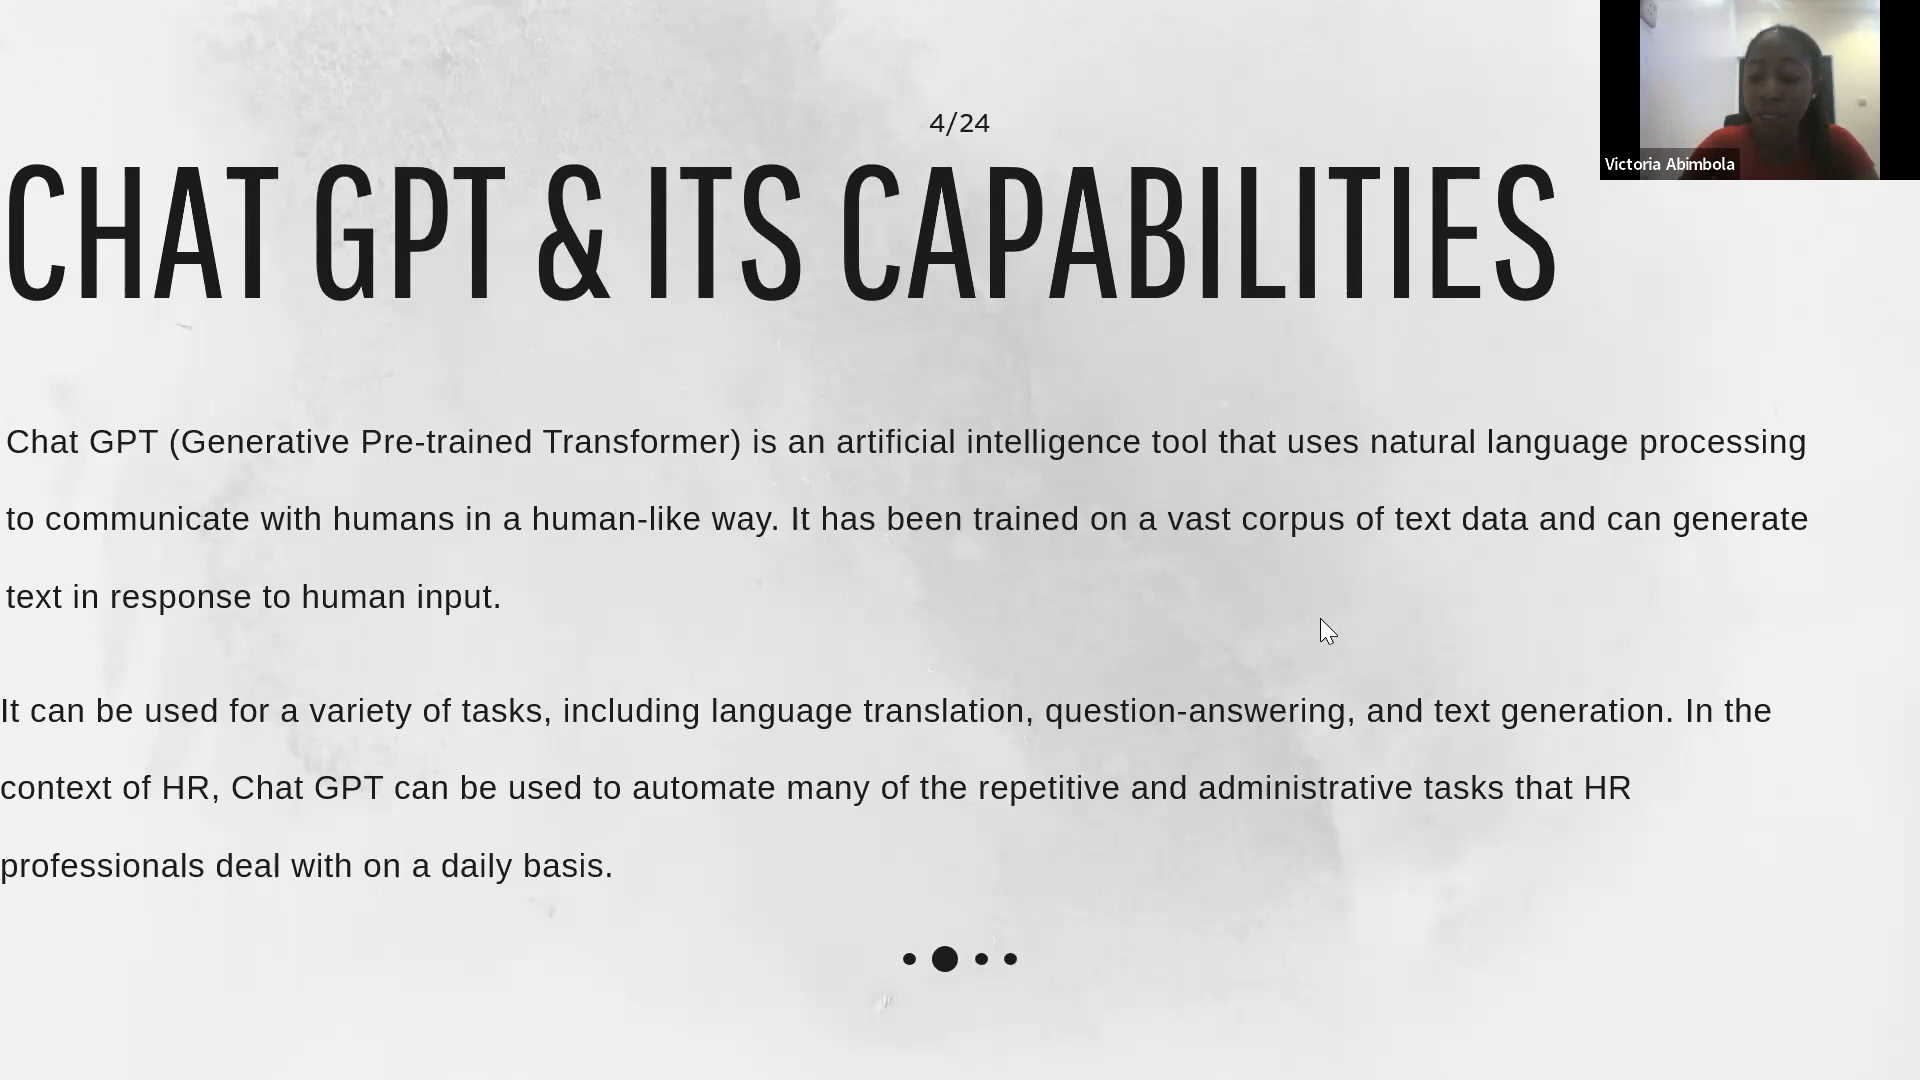 4/24
CHAT GPT & ITS CAPABILITIES
Victoria Abimbola
Chat GPT (Generative Pre-trained Transformer) is an artificial intelligence tool that uses natural language processing
to communicate with humans in a human-like way. It has been trained on a vast corpus of text data and can generate
text in response to human input.
It can be used for a variety of tasks, including language translation, question-answering, and text generation. In the
context of HR, Chat GPT can be used to automate many of the repetitive and administrative tasks that HR
professionals deal with on a daily basis.